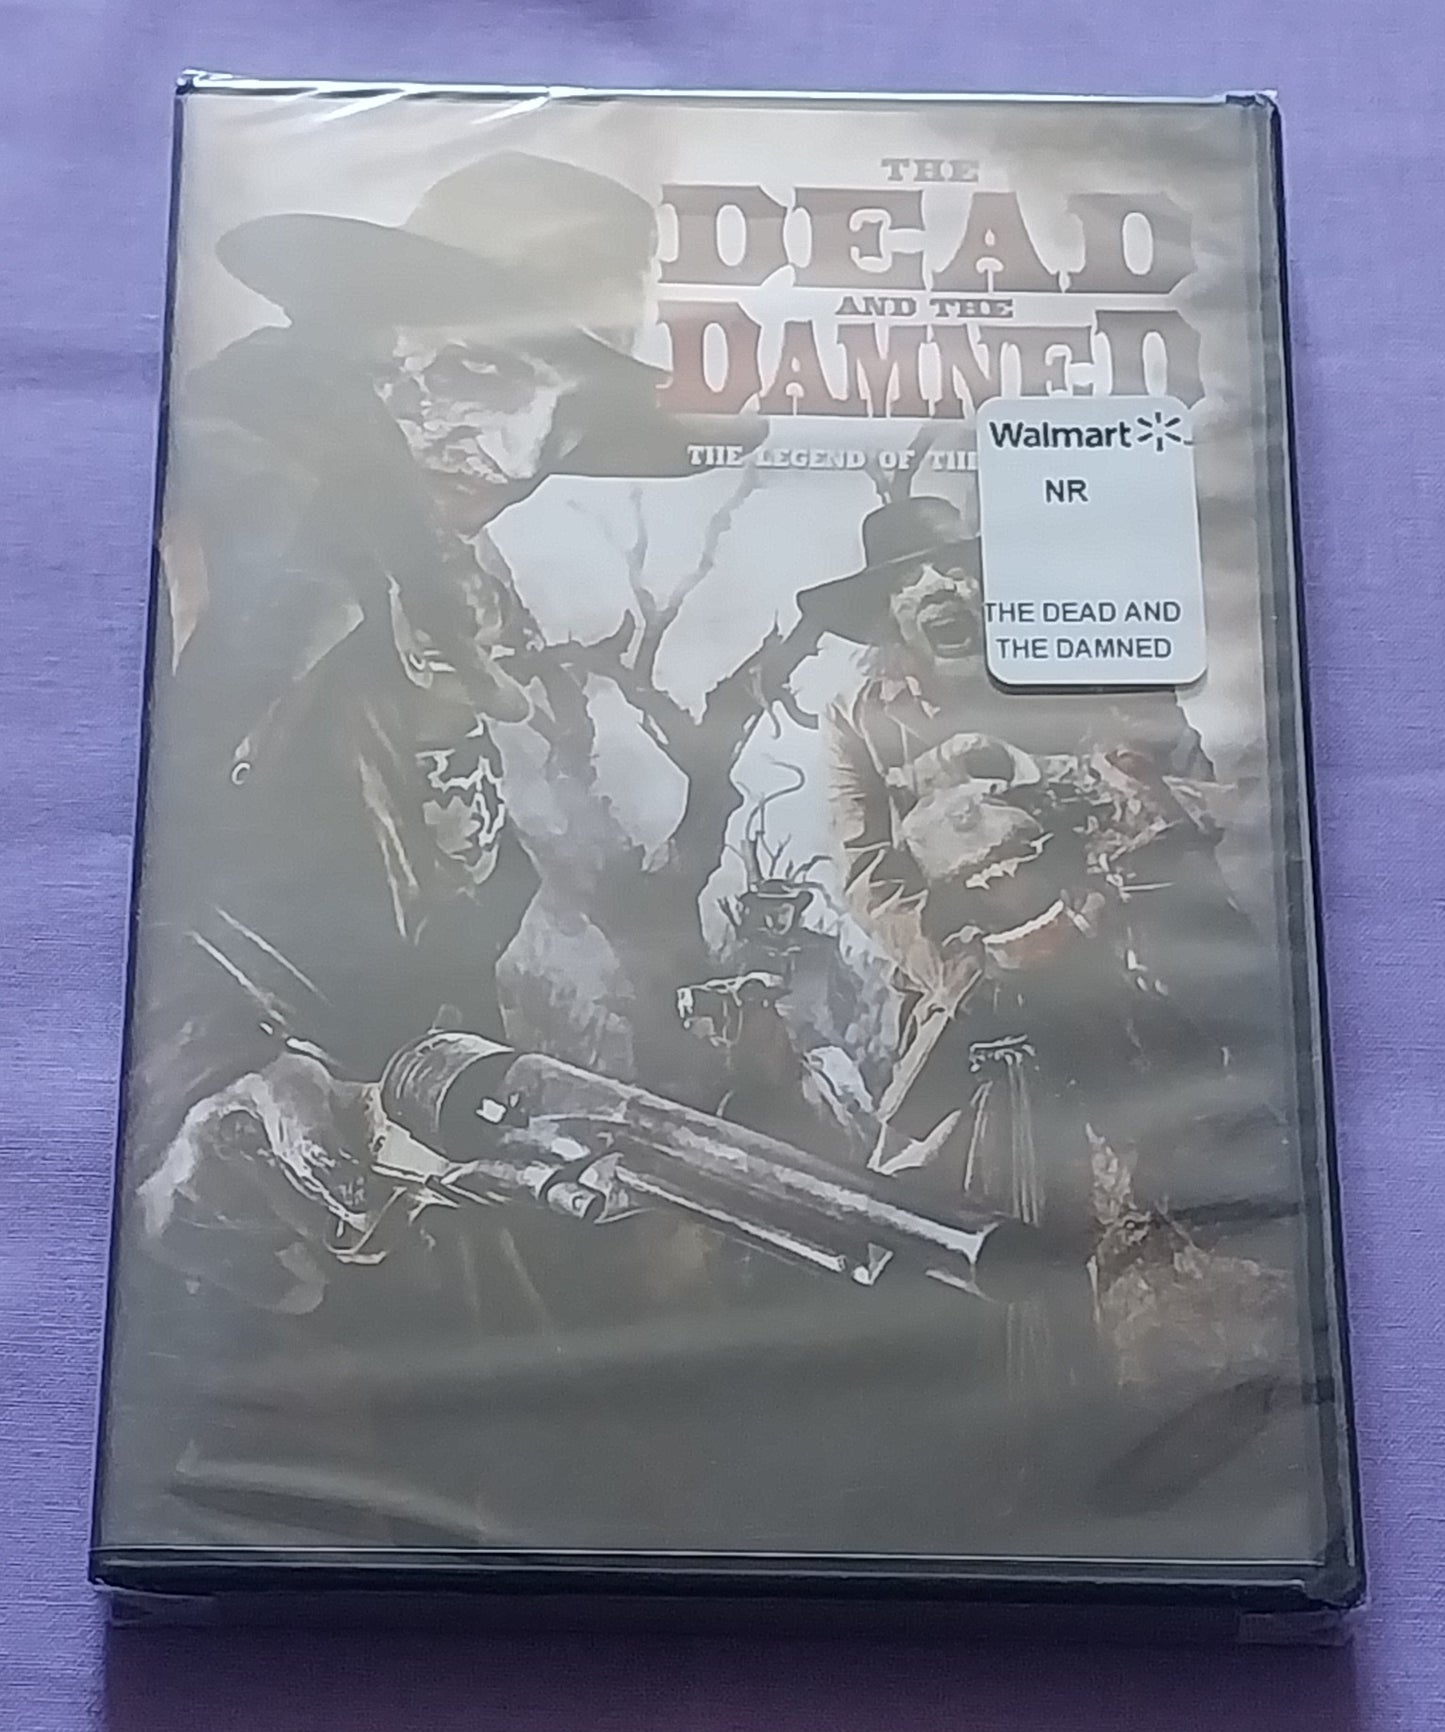 THE
DEAD
AND THE
DAMNED
THE LEGEND OF THE
Walmart
NR
THE DEAD AND
THE DAMNED